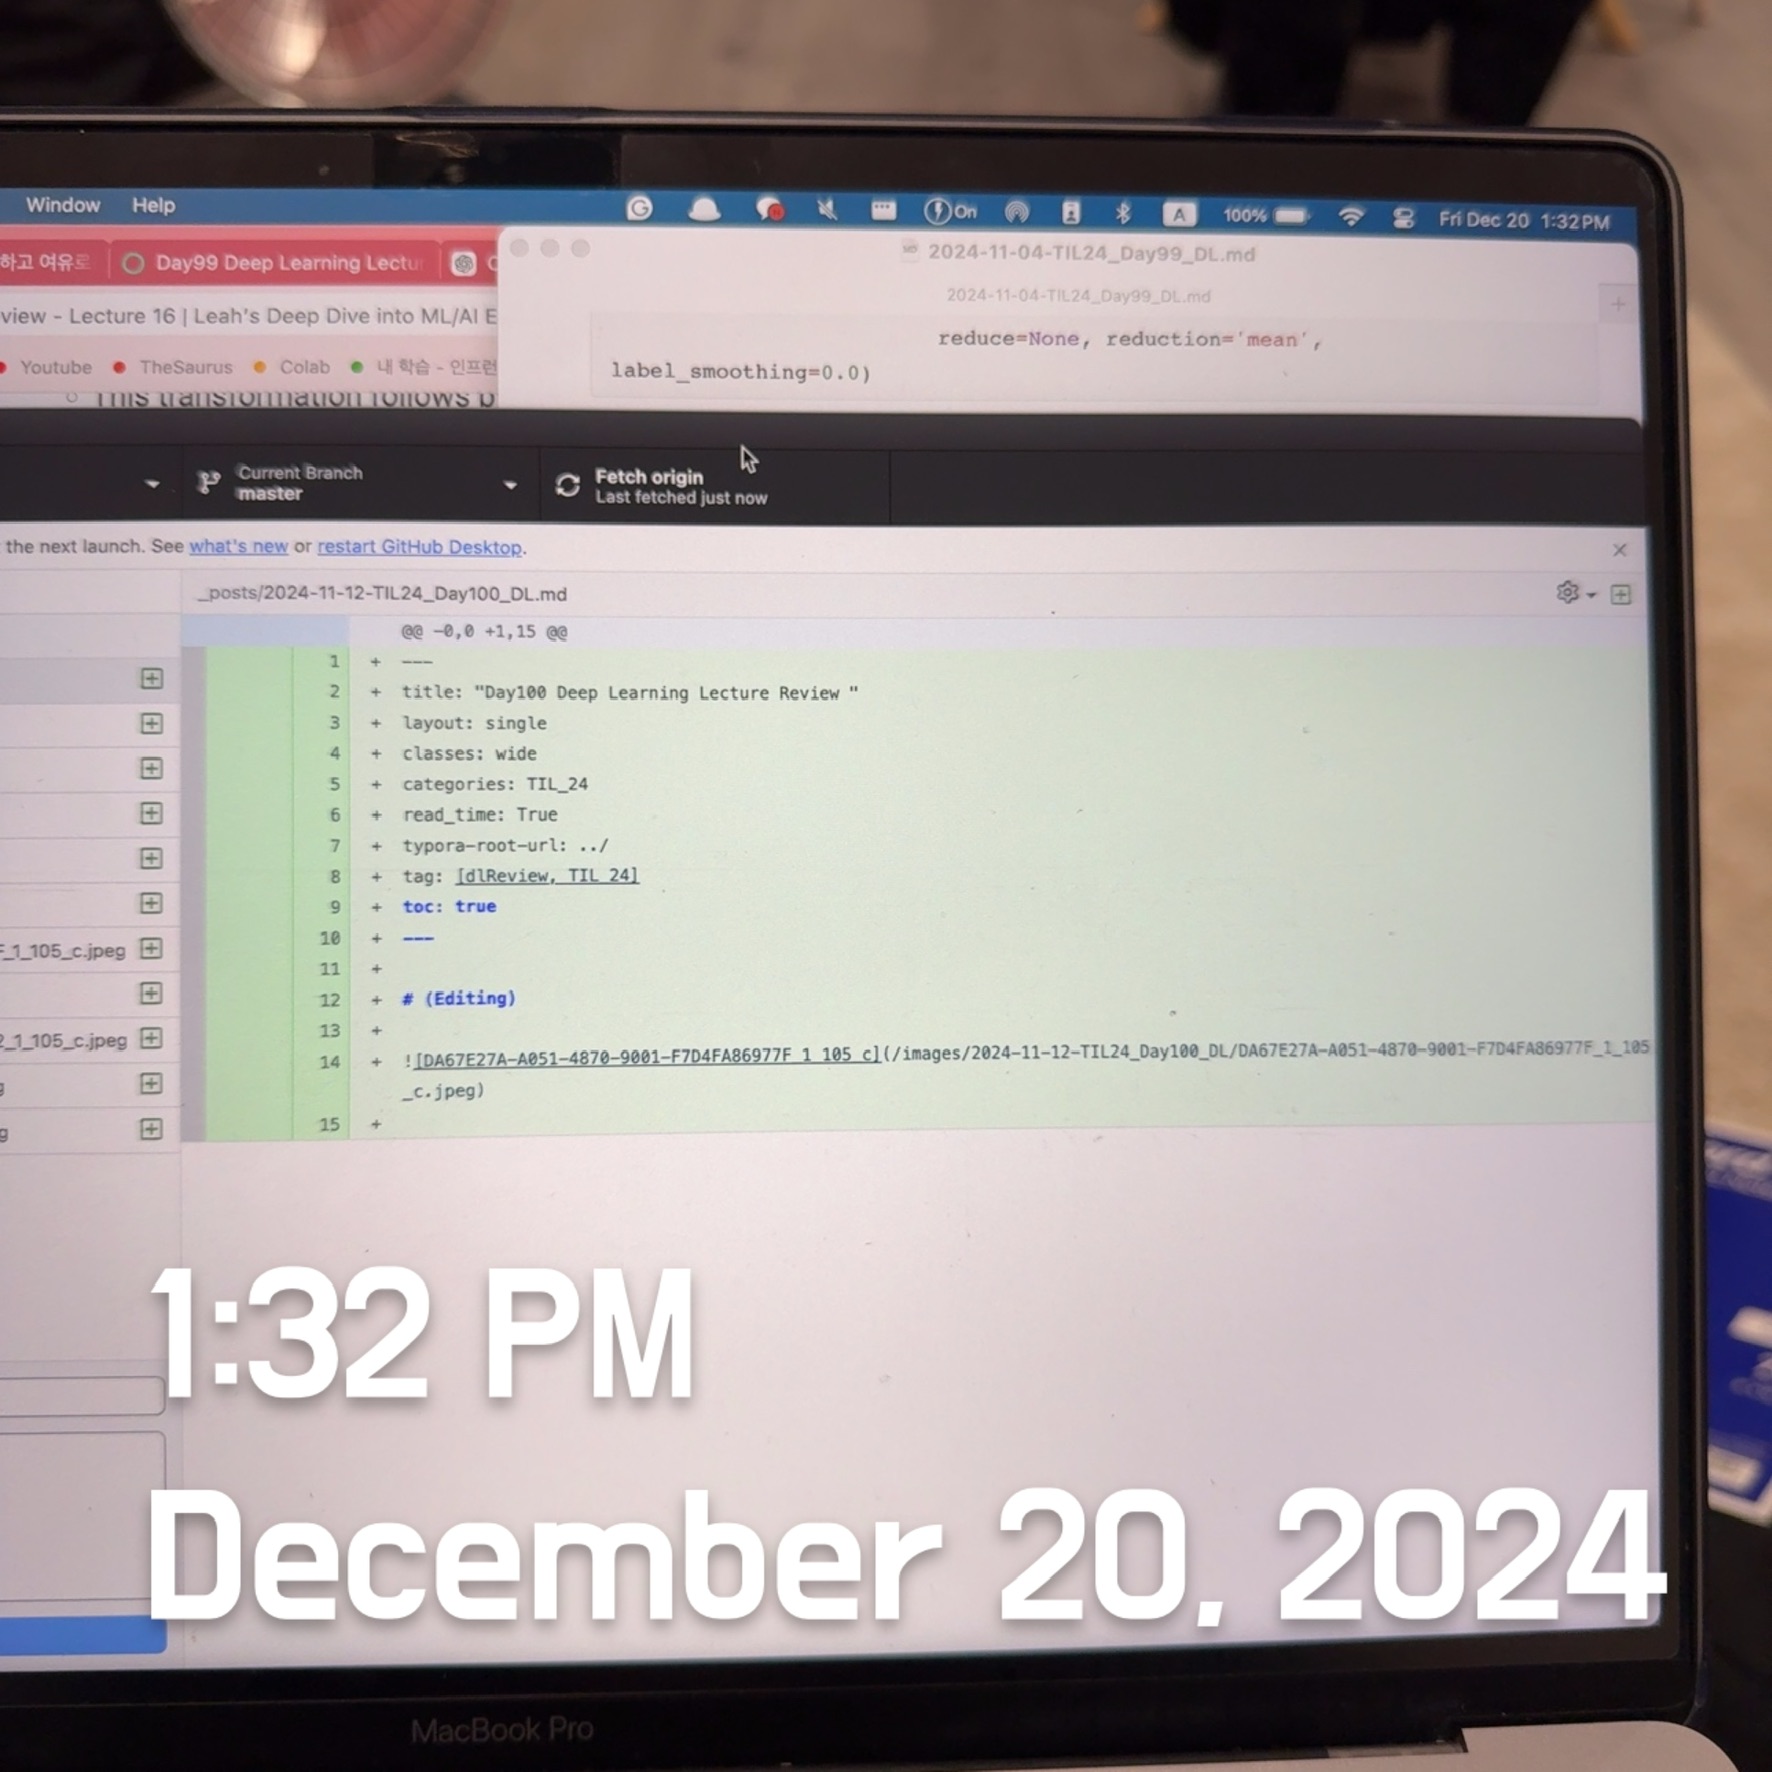 Window Help
On A 100% Fri Dec 20 1:32 PM
하고 여유로 Day99 Deep Learning Lectu
2024-11-04-TIL24_Day99_DL.md
2024-11-04-TIL24_Day99_DL.md
view - Lecture 16 | Leah's Deep Dive into ML/AI E
reduce=None, reduction='mean',
Youtube TheSaurus Colab 내 학습 - 인프런
label_smoothing=0.0)
This transformation follows
Current Branch
master
Fetch origin
Last fetched just now
the next launch. See what's new or restart GitHub Desktop.
_posts/2024-11-12-TIL24_Day100_DL.md
@@ -0,0 +1,15 @@
1 + ---
2 + title: "Day100 Deep Learning Lecture Review "
3 + layout: single
4 + classes: wide
5 + categories: TIL_24
6 + read_time: True
7 + typora-root-url: ../
8 + tag: [dlReview, TIL_24]
9 + toc: true
10 + ---
11 +
12 + # (Editing)
13 +
14 + ![DA67E27A-A051-4870-9001-F7D4FA86977F_1_105_c](/images/2024-11-12-TIL24_Day100_DL/DA67E27A-A051-4870-9001-F7D4FA86977F_1_105
_c.jpeg)
15 +
_1_105_c.jpeg
_1_105_c.jpeg
1:32 PM
December 20, 2024
MacBook Pro